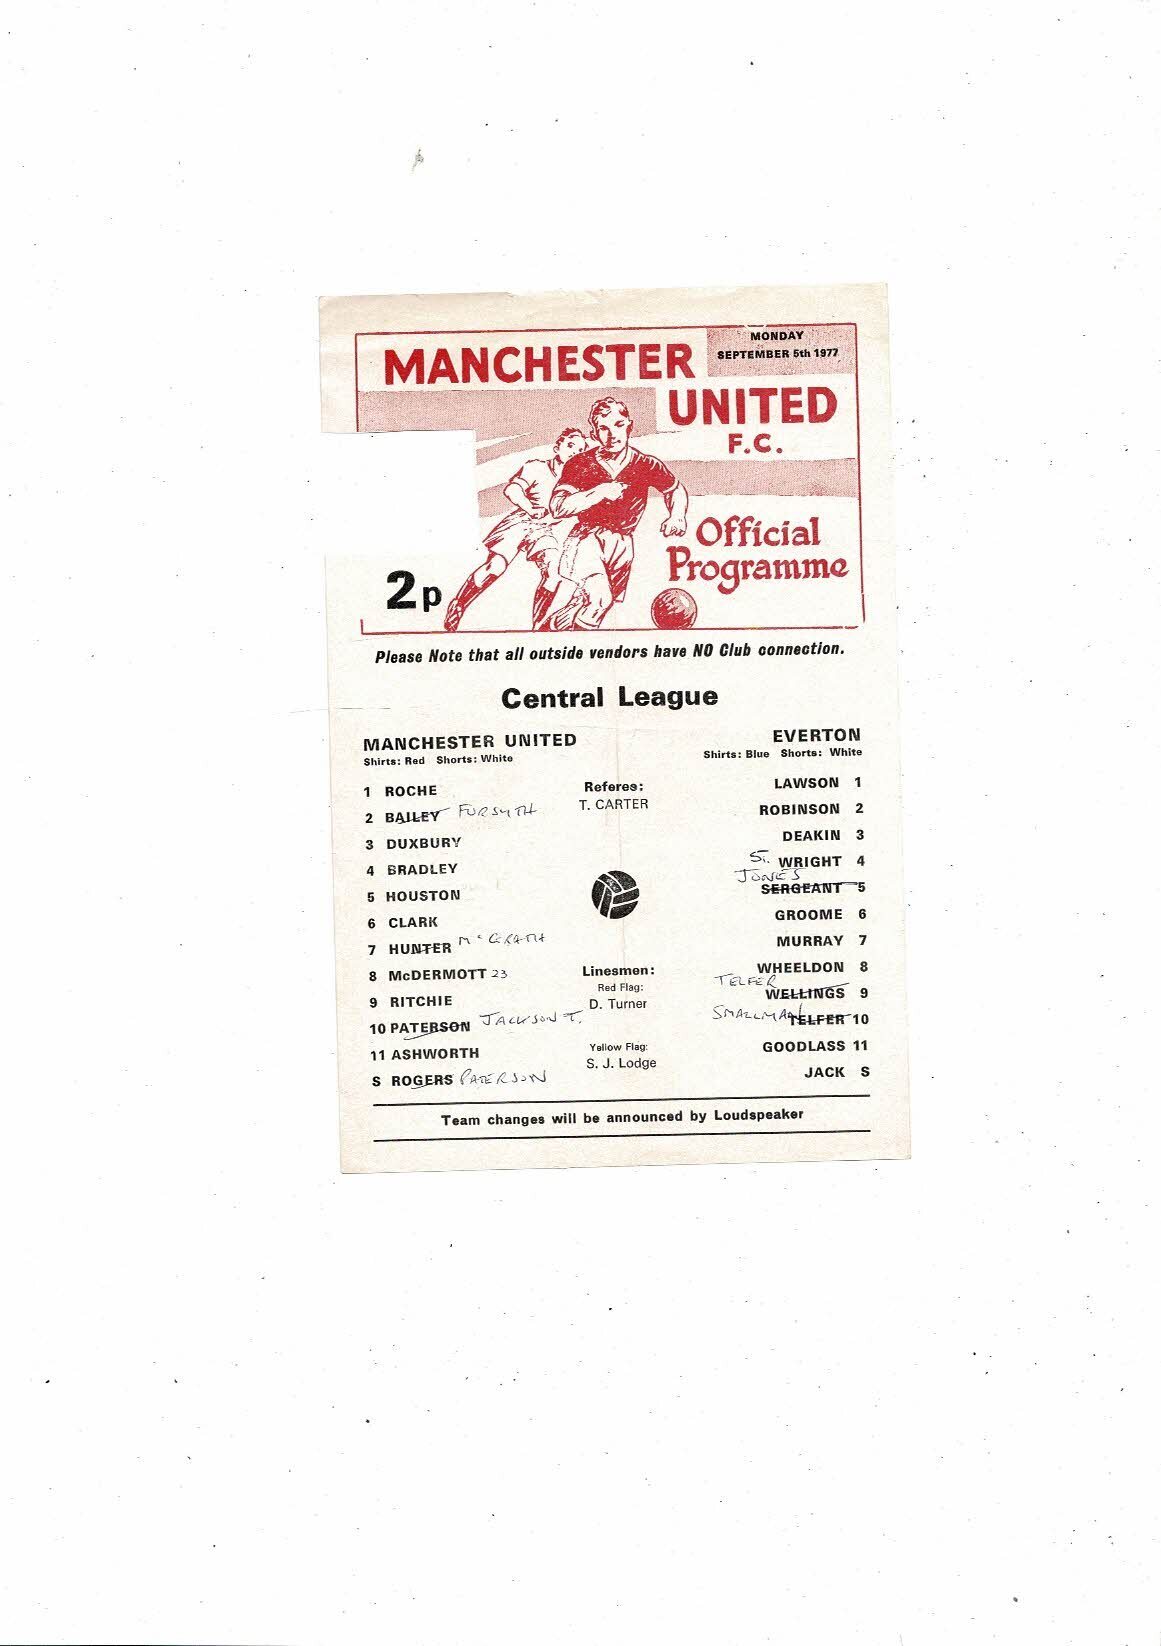 MONDAY
SEPTEMBER 5th 1977
MANCHESTER
UNITED
F.C.
Official
Programme
2p
Please Note that all outside vendors have NO Club connection.
Central League
MANCHESTER UNITED
Shirts: Red Shorts: White
1 ROCHE
2 BAILEY FORSYTH
3 DUXBURY
4 BRADLEY
5 HOUSTON
6 CLARK
7 HUNTER McGRATH
8 McDERMOTT 23
9 RITCHIE
10 PATERSON JACKSON T.
11 ASHWORTH
S ROGERS PATERSON
Referee:
T. CARTER
Linesmen:
Red Flag:
D. Turner
Yellow Flag:
S. J. Lodge
EVERTON
Shirts: Blue Shorts: White
LAWSON 1
ROBINSON 2
DEAKIN 3
WRIGHT 4
JONES
SERGEANT 5
GROOME 6
MURRAY 7
WHEELDON 8
TELFER
WELLINGS 9
SMALLMAN TELFER 10
GOODLASS 11
JACK S
Team changes will be announced by Loudspeaker